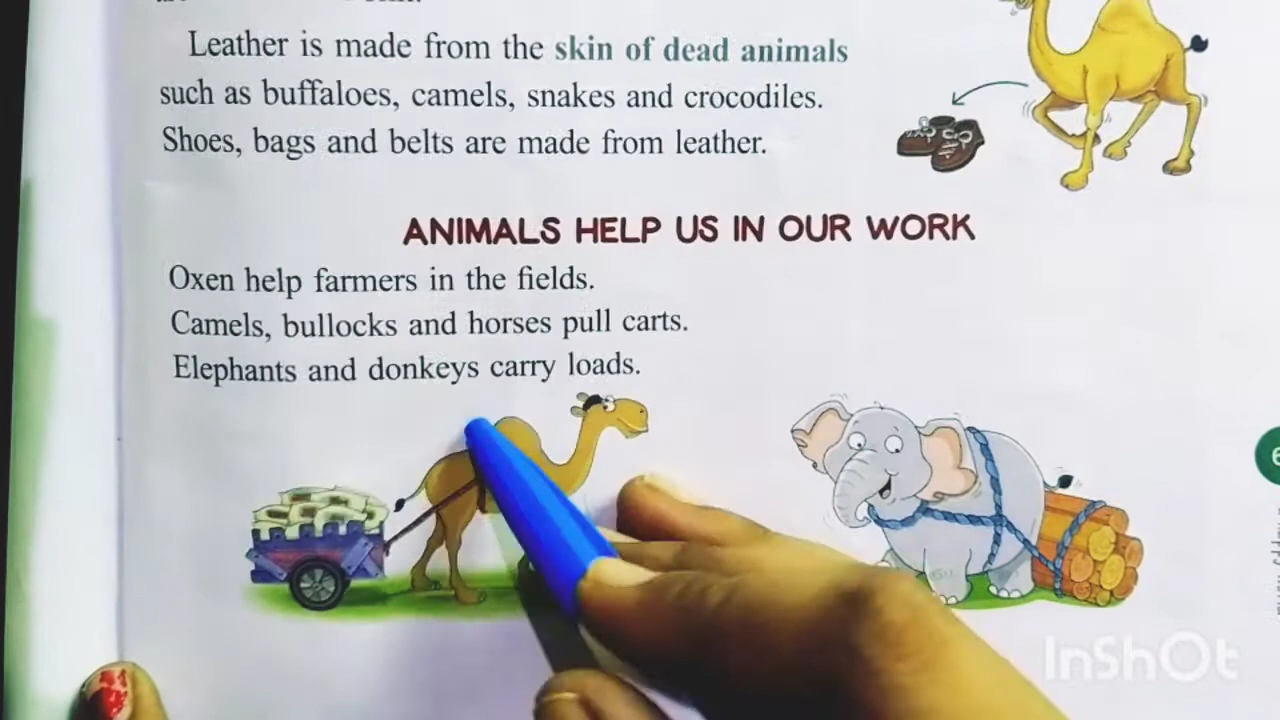 Leather is made from the skin of dead animals
such as buffaloes, camels, snakes and crocodiles.
Shoes, bags and belts are made from leather.
ANIMALS HELP US IN OUR WORK
Oxen help farmers in the fields.
Camels, bullocks and horses pull carts.
Elephants and donkeys carry loads.
InShOt